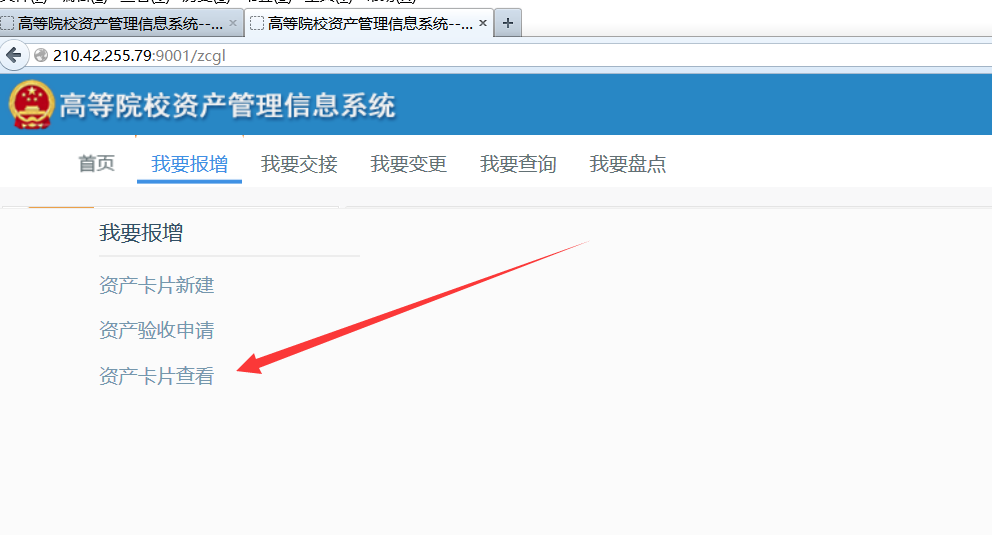 高等院校资产管理信息系统--... × 高等院校资产管理信息系统--... × +
210.42.255.79:9001/zcgl
高等院校资产管理信息系统
首页 我要报增 我要交接 我要变更 我要查询 我要盘点
我要报增
资产卡片新建
资产验收申请
资产卡片查看